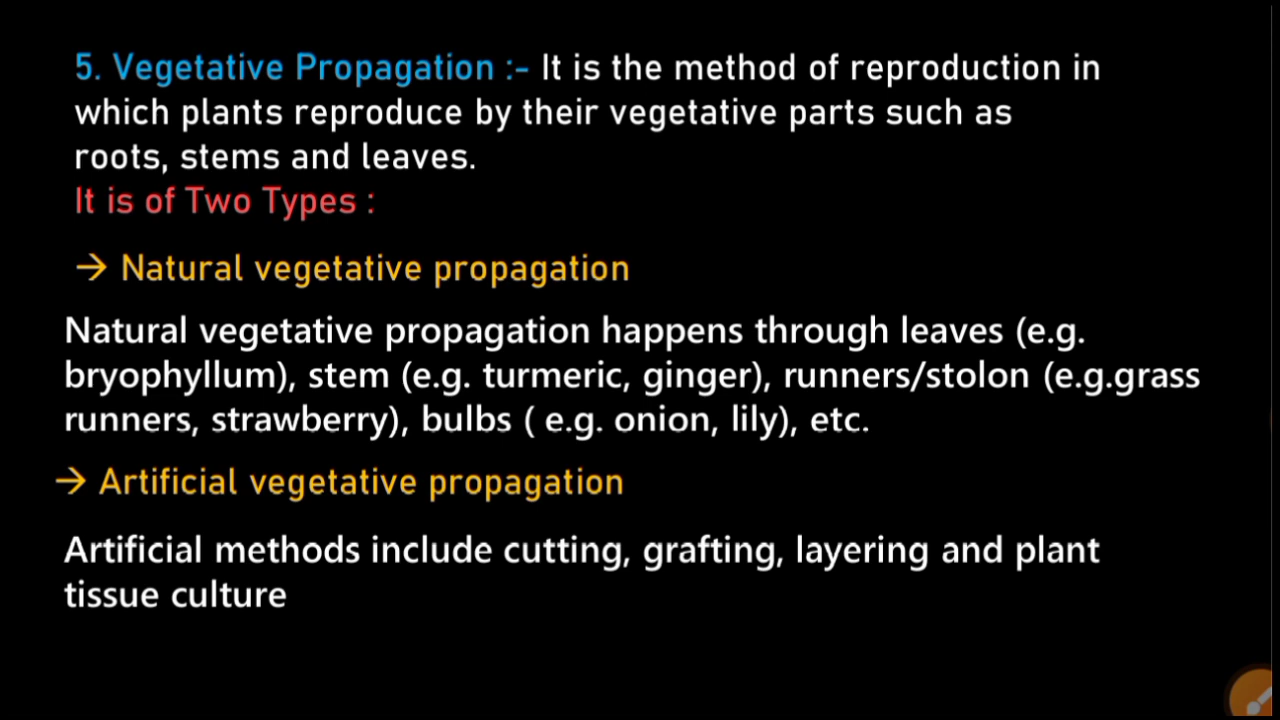 5. Vegetative Propagation :- It is the method of reproduction in
which plants reproduce by their vegetative parts such as
roots, stems and leaves.
It is of Two Types :
→ Natural vegetative propagation
Natural vegetative propagation happens through leaves (e.g.
bryophyllum), stem (e.g. turmeric, ginger), runners/stolon (e.g.grass
runners, strawberry), bulbs ( e.g. onion, lily), etc.
→ Artificial vegetative propagation
Artificial methods include cutting, grafting, layering and plant
tissue culture